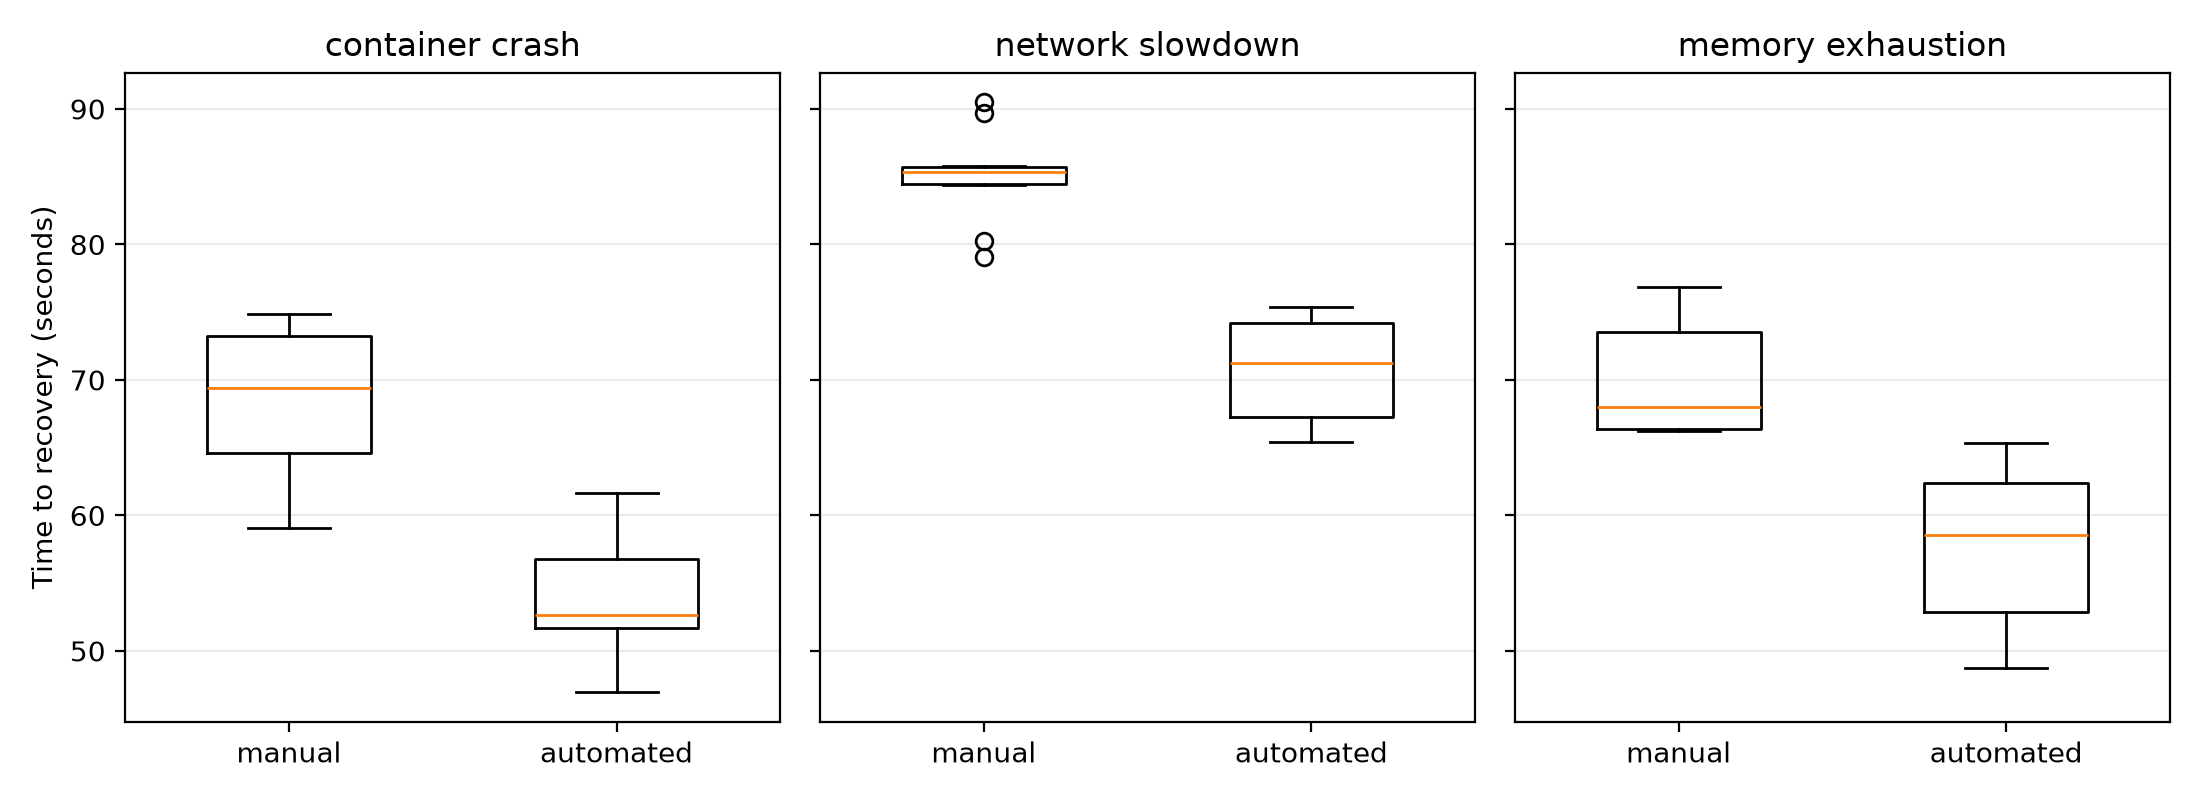 container crash
network slowdown
memory exhaustion
Time to recovery (seconds)
90
80
70
60
50
manual
automated
manual
automated
manual
automated